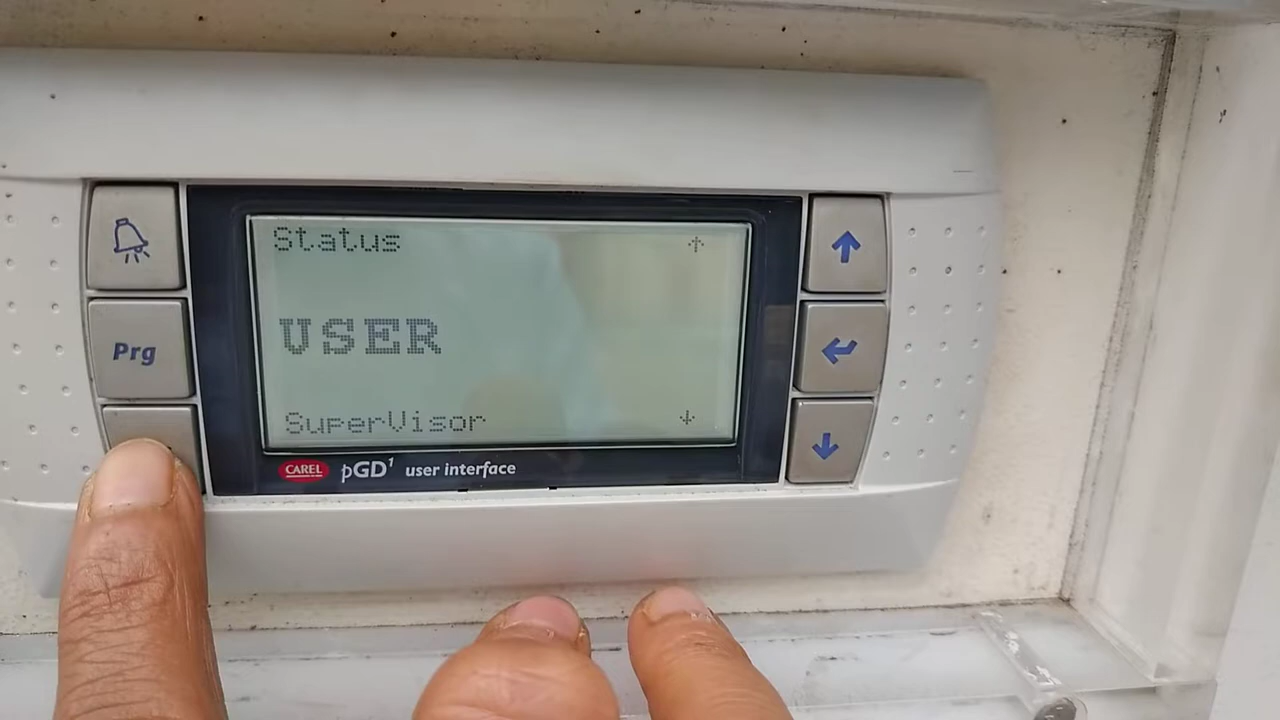 Status
USER
SuperVisor
Prg
CAREL pGD¹ user interface